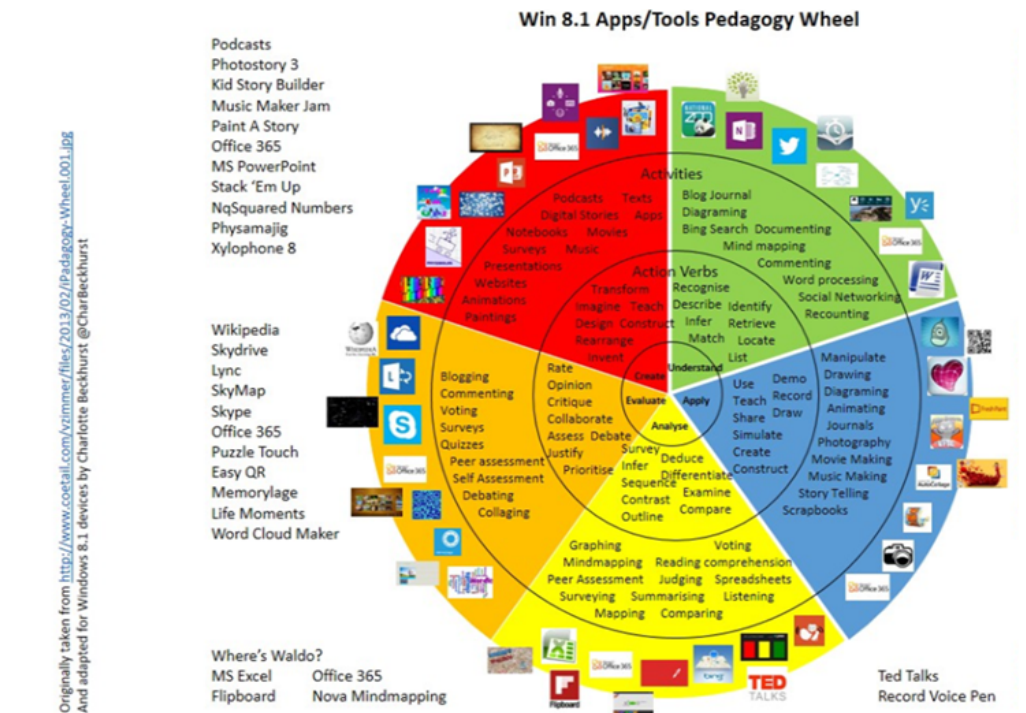 Win 8.1 Apps/Tools Pedagogy Wheel
Podcasts
Photostory 3
Kid Story Builder
Music Maker Jam
Paint A Story
Office 365
MS PowerPoint
Stack ‘Em Up
NqSquared Numbers
Physamajig
Xylophone 8
Wikipedia
Skydrive
Lync
SkyMap
Skype
Office 365
Puzzle Touch
Easy QR
Memorylage
Life Moments
Word Cloud Maker
Where’s Waldo?
MS Excel Office 365
Flipboard Nova Mindmapping
Ted Talks
Record Voice Pen
Originally taken from http://www.coetail.com/vzimmer/files/2013/02/iPadagogy-Wheel.001.jpg
And adapted for Windows 8.1 devices by Charlotte Beckhurst @CharBeckhurst
Activities
Podcasts Texts
Digital Stories Apps
Notebooks Movies
Surveys Music
Presentations
Websites
Animations
Paintings
Blog Journal
Diagraming
Bing Search Documenting
Mind mapping
Commenting
Word processing
Social Networking
Recounting
Action Verbs
Transform
Imagine Teach
Design Construct
Rearrange
Invent
Recognise
Describe Identify
Infer Retrieve
Match Locate
List
Create
Understand
Evaluate
Apply
Analyse
Blogging
Commenting
Voting
Surveys
Quizzes
Peer assessment
Self Assessment
Debating
Collaging
Rate
Opinion
Critique
Collaborate
Assess Debate
Justify
Prioritise
Use Demo
Teach Record
Share Draw
Simulate
Create
Construct
Manipulate
Drawing
Diagraming
Animating
Journals
Photography
Movie Making
Music Making
Story Telling
Scrapbooks
Survey Deduce
Infer Differentiate
Sequence Examine
Contrast Compare
Outline
Graphing Voting
Mindmapping Reading comprehension
Peer Assessment Judging Spreadsheets
Surveying Summarising Listening
Mapping Comparing
Office 365
NATIONAL
ZOO
WIKIPEDIA
Office 365
Office 365
Office 365
AutoCollage
Office 365
Flipboard
bing
TED
TALKS